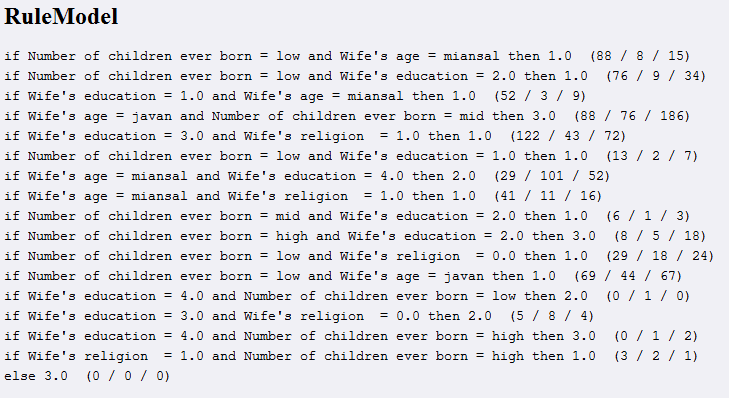 RuleModel
if Number of children ever born = low and Wife's age = miansal then 1.0  (88 / 8 / 15)
if Number of children ever born = low and Wife's education = 2.0 then 1.0  (76 / 9 / 34)
if Wife's education = 1.0 and Wife's age = miansal then 1.0  (52 / 3 / 9)
if Wife's age = javan and Number of children ever born = mid then 3.0  (88 / 76 / 186)
if Wife's education = 3.0 and Wife's religion  = 1.0 then 1.0  (122 / 43 / 72)
if Number of children ever born = low and Wife's education = 1.0 then 1.0  (13 / 2 / 7)
if Wife's age = miansal and Wife's education = 4.0 then 2.0  (29 / 101 / 52)
if Wife's age = miansal and Wife's religion  = 1.0 then 1.0  (41 / 11 / 16)
if Number of children ever born = mid and Wife's education = 2.0 then 1.0  (6 / 1 / 3)
if Number of children ever born = high and Wife's education = 2.0 then 3.0  (8 / 5 / 18)
if Number of children ever born = low and Wife's religion  = 0.0 then 1.0  (29 / 18 / 24)
if Number of children ever born = low and Wife's age = javan then 1.0  (69 / 44 / 67)
if Wife's education = 4.0 and Number of children ever born = low then 2.0  (0 / 1 / 0)
if Wife's education = 3.0 and Wife's religion  = 0.0 then 2.0  (5 / 8 / 4)
if Wife's education = 4.0 and Number of children ever born = high then 3.0  (0 / 1 / 2)
if Wife's religion  = 1.0 and Number of children ever born = high then 1.0  (3 / 2 / 1)
else 3.0  (0 / 0 / 0)